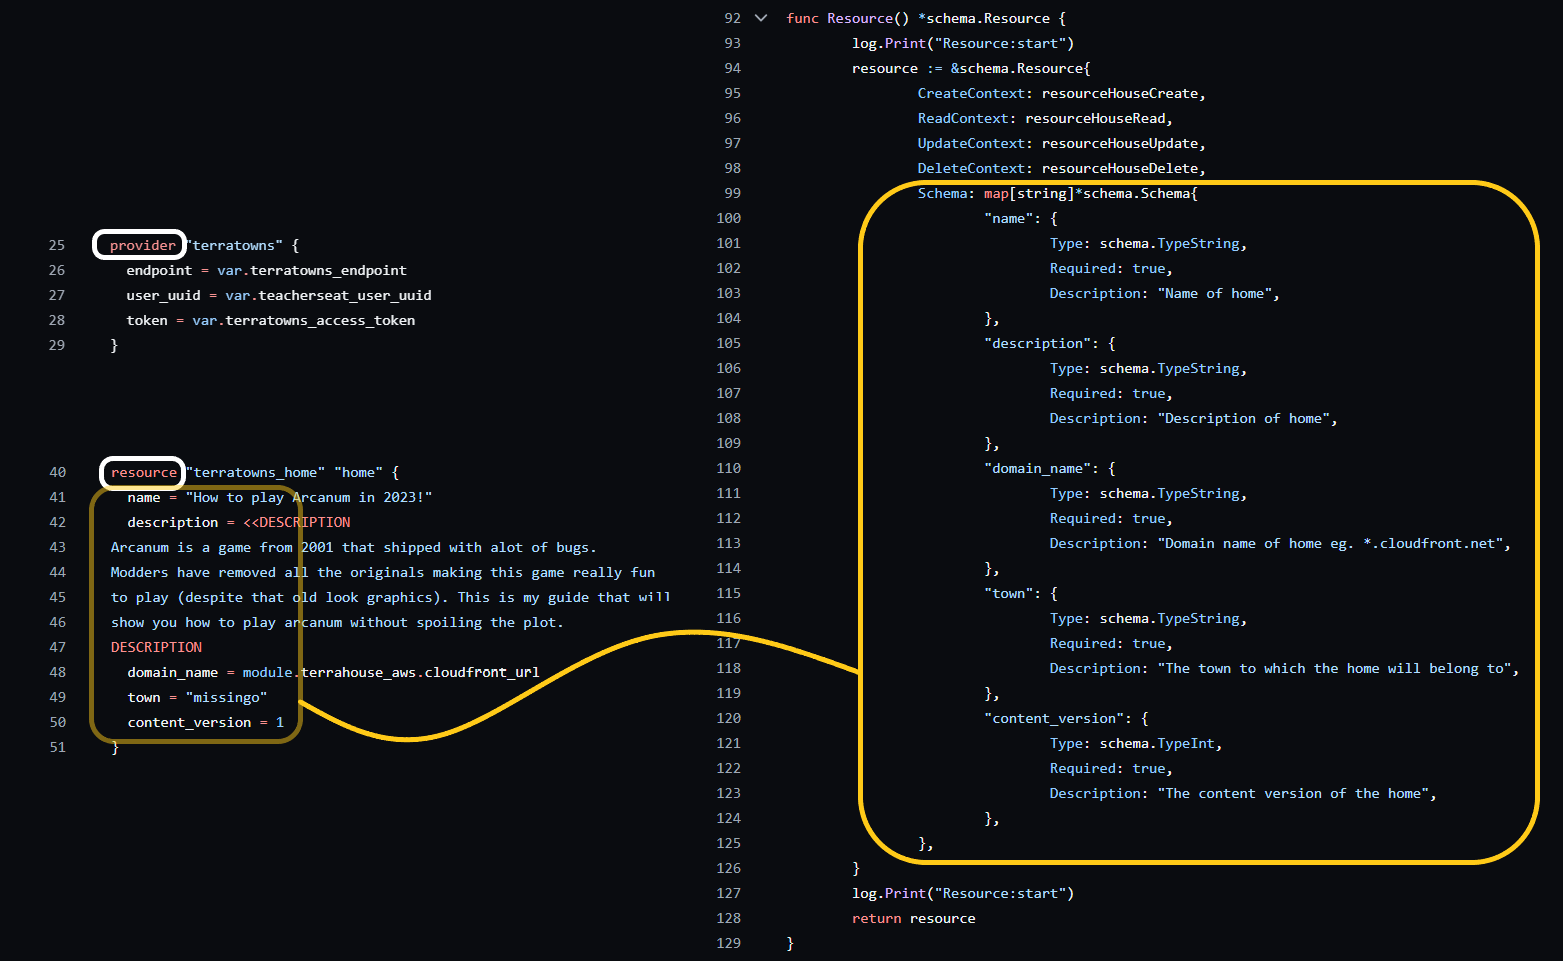 25 provider "terratowns" {
26 endpoint = var.terratowns_endpoint
27 user_uuid = var.teacherseat_user_uuid
28 token = var.terratowns_access_token
29 }
40 resource "terratowns_home" "home" {
41 name = "How to play Arcanum in 2023!"
42 description = <<DESCRIPTION
43 Arcanum is a game from 2001 that shipped with alot of bugs.
44 Modders have removed all the originals making this game really fun
45 to play (despite that old look graphics). This is my guide that will
46 show you how to play arcanum without spoiling the plot.
47 DESCRIPTION
48 domain_name = module.terrahouse_aws.cloudfront_url
49 town = "missingo"
50 content_version = 1
51 }
92 func Resource() *schema.Resource {
93 log.Print("Resource:start")
94 resource := &schema.Resource{
95 CreateContext: resourceHouseCreate,
96 ReadContext: resourceHouseRead,
97 UpdateContext: resourceHouseUpdate,
98 DeleteContext: resourceHouseDelete,
99 Schema: map[string]*schema.Schema{
100 "name": {
101 Type: schema.TypeString,
102 Required: true,
103 Description: "Name of home",
104 },
105 "description": {
106 Type: schema.TypeString,
107 Required: true,
108 Description: "Description of home",
109 },
110 "domain_name": {
111 Type: schema.TypeString,
112 Required: true,
113 Description: "Domain name of home eg. *.cloudfront.net",
114 },
115 "town": {
116 Type: schema.TypeString,
117 Required: true,
118 Description: "The town to which the home will belong to",
119 },
120 "content_version": {
121 Type: schema.TypeInt,
122 Required: true,
123 Description: "The content version of the home",
124 },
125 },
126 }
127 log.Print("Resource:start")
128 return resource
129 }